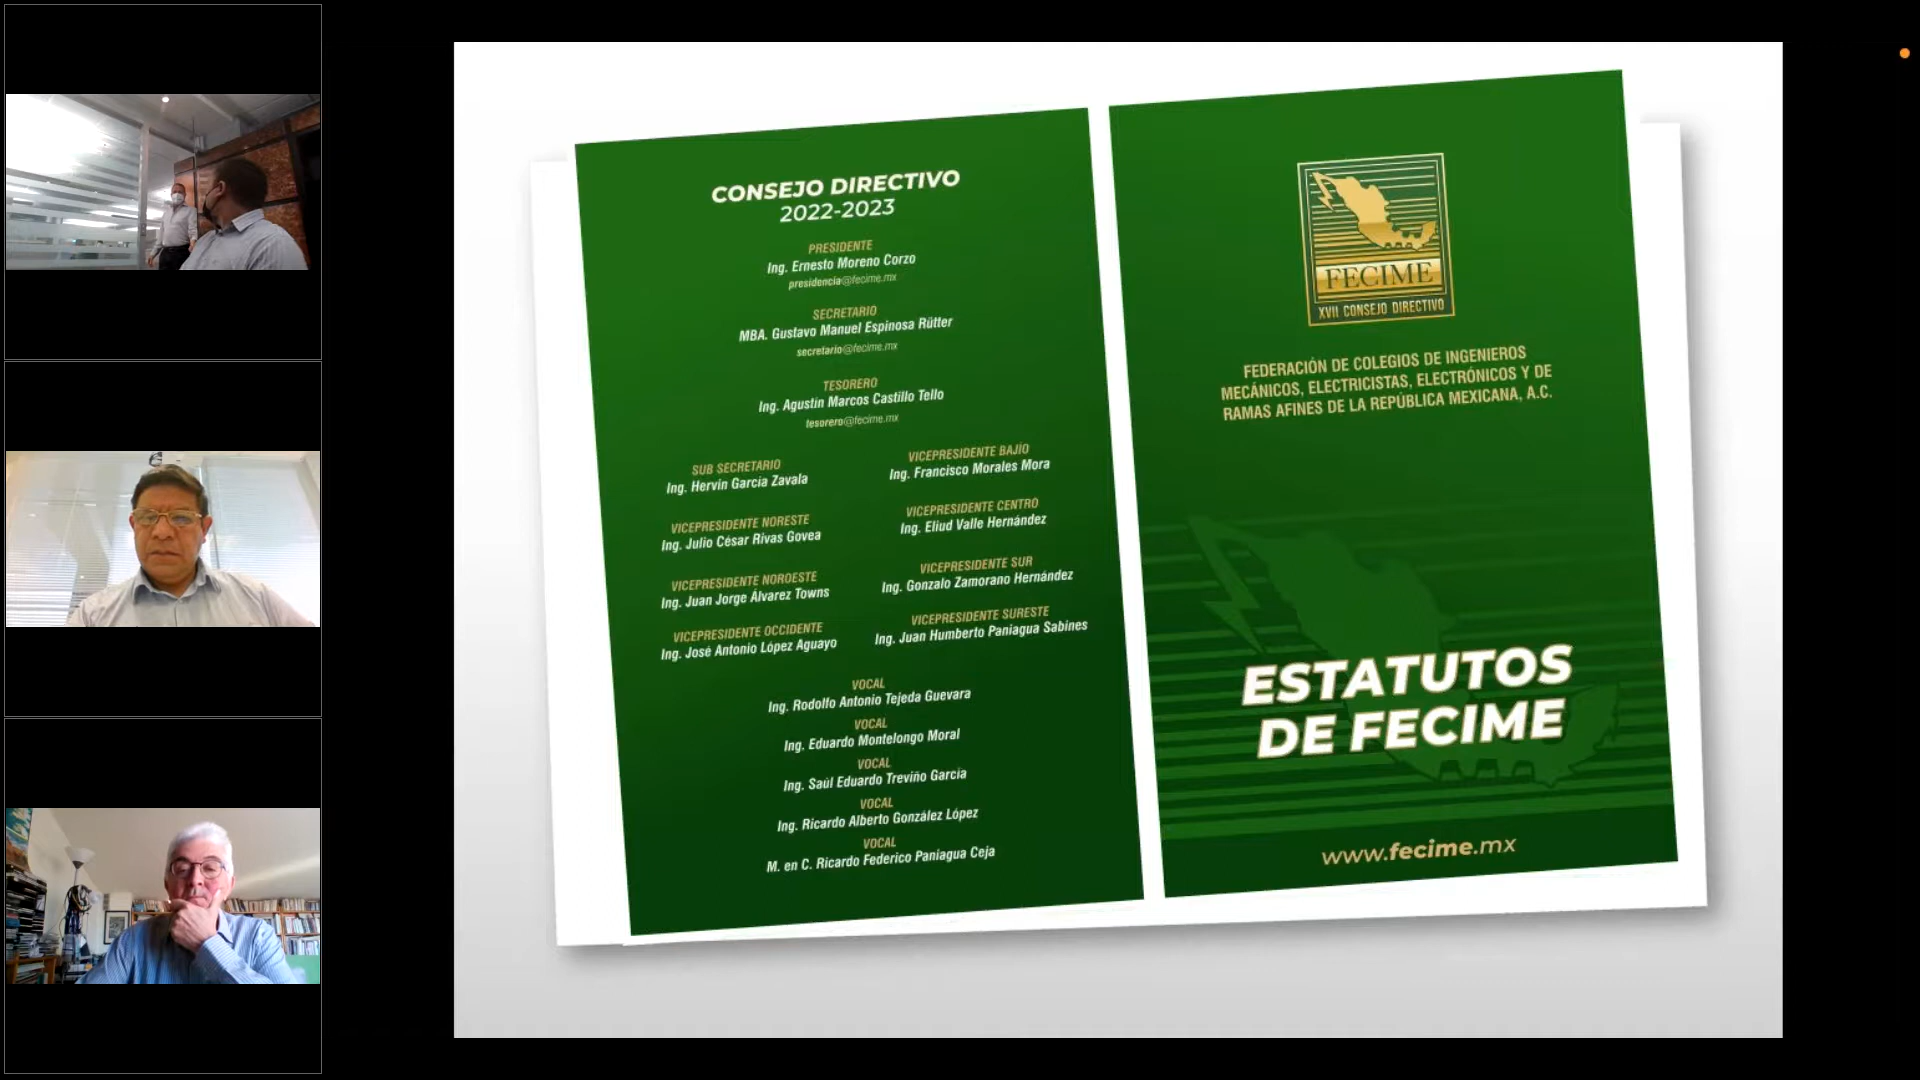 CONSEJO DIRECTIVO
2022-2023
PRESIDENTE
Ing. Ernesto Moreno Corzo
presidencia@fecime.mx
SECRETARIO
MBA. Gustavo Manuel Espinosa Rütter
secretario@fecime.mx
TESORERO
Ing. Agustín Marcos Castillo Tello
tesorero@fecime.mx
SUB SECRETARIO
Ing. Hervin García Zavala
VICEPRESIDENTE NORESTE
Ing. Julio César Rivas Govea
VICEPRESIDENTE NOROESTE
Ing. Juan Jorge Álvarez Towns
VICEPRESIDENTE OCCIDENTE
Ing. José Antonio López Aguayo
VICEPRESIDENTE BAJÍO
Ing. Francisco Morales Mora
VICEPRESIDENTE CENTRO
Ing. Eliud Valle Hernández
VICEPRESIDENTE SUR
Ing. Gonzalo Zamorano Hernández
VICEPRESIDENTE SURESTE
Ing. Juan Humberto Paniagua Sabines
VOCAL
Ing. Rodolfo Antonio Tejeda Guevara
VOCAL
Ing. Eduardo Montelongo Moral
VOCAL
Ing. Saúl Eduardo Treviño García
VOCAL
Ing. Ricardo Alberto González López
VOCAL
M. en C. Ricardo Federico Paniagua Ceja
FECIME
XVII CONSEJO DIRECTIVO
FEDERACIÓN DE COLEGIOS DE INGENIEROS
MECÁNICOS, ELECTRICISTAS, ELECTRÓNICOS Y DE
RAMAS AFINES DE LA REPÚBLICA MEXICANA, A.C.
ESTATUTOS
DE FECIME
www.fecime.mx